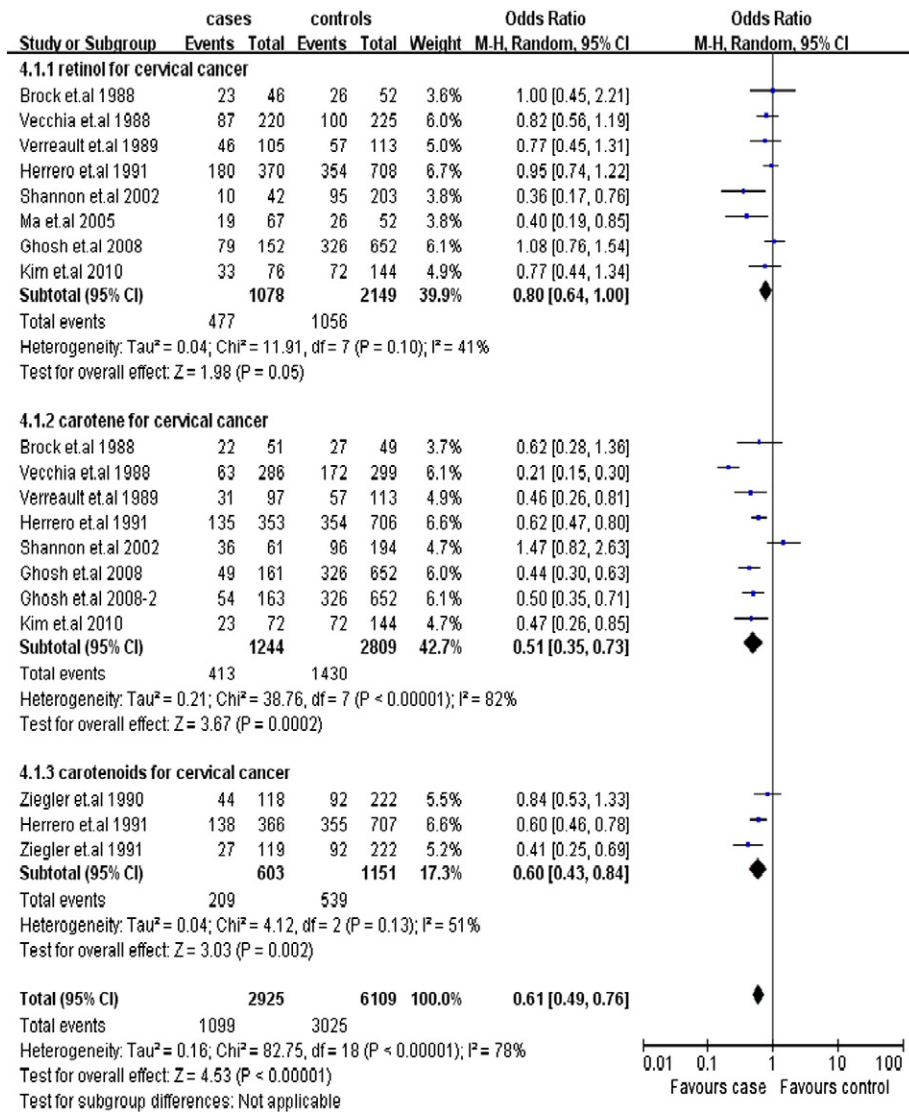 cases controls Odds Ratio Odds Ratio
Study or Subgroup Events Total Events Total Weight M-H, Random, 95% CI M-H, Random, 95% CI
4.1.1 retinol for cervical cancer
Brock et.al 1988 23 46 26 52 3.6% 1.00 [0.45, 2.21]
Vecchia et.al 1988 87 220 100 225 6.0% 0.82 [0.56, 1.19]
Verreault et.al 1989 46 105 57 113 5.0% 0.77 [0.45, 1.31]
Herrero et.al 1991 180 370 354 708 6.7% 0.95 [0.74, 1.22]
Shannon et.al 2002 10 42 95 203 3.8% 0.36 [0.17, 0.76]
Ma et.al 2005 19 67 26 52 3.8% 0.40 [0.19, 0.85]
Ghosh et.al 2008 79 152 326 652 6.1% 1.08 [0.76, 1.54]
Kim et.al 2010 33 76 72 144 4.9% 0.77 [0.44, 1.34]
Subtotal (95% CI) 1078 2149 39.9% 0.80 [0.64, 1.00]
Total events 477 1056
Heterogeneity: Tau² = 0.04; Chi² = 11.91, df = 7 (P = 0.10); I² = 41%
Test for overall effect: Z = 1.98 (P = 0.05)
4.1.2 carotene for cervical cancer
Brock et.al 1988 22 51 27 49 3.7% 0.62 [0.28, 1.36]
Vecchia et.al 1988 63 286 172 299 6.1% 0.21 [0.15, 0.30]
Verreault et.al 1989 31 97 57 113 4.9% 0.46 [0.26, 0.81]
Herrero et.al 1991 135 353 354 706 6.6% 0.62 [0.47, 0.80]
Shannon et.al 2002 36 61 96 194 4.7% 1.47 [0.82, 2.63]
Ghosh et.al 2008 49 161 326 652 6.0% 0.44 [0.30, 0.63]
Ghosh et.al 2008-2 54 163 326 652 6.1% 0.50 [0.35, 0.71]
Kim et.al 2010 23 72 72 144 4.7% 0.47 [0.26, 0.85]
Subtotal (95% CI) 1244 2809 42.7% 0.51 [0.35, 0.73]
Total events 413 1430
Heterogeneity: Tau² = 0.21; Chi² = 38.76, df = 7 (P < 0.00001); I² = 82%
Test for overall effect: Z = 3.67 (P = 0.0002)
4.1.3 carotenoids for cervical cancer
Ziegler et.al 1990 44 118 92 222 5.5% 0.84 [0.53, 1.33]
Herrero et.al 1991 138 366 355 707 6.6% 0.60 [0.46, 0.78]
Ziegler et.al 1991 27 119 92 222 5.2% 0.41 [0.25, 0.69]
Subtotal (95% CI) 603 1151 17.3% 0.60 [0.43, 0.84]
Total events 209 539
Heterogeneity: Tau² = 0.04; Chi² = 4.12, df = 2 (P = 0.13); I² = 51%
Test for overall effect: Z = 3.03 (P = 0.002)
Total (95% CI) 2925 6109 100.0% 0.61 [0.49, 0.76]
Total events 1099 3025
Heterogeneity: Tau² = 0.16; Chi² = 82.75, df = 18 (P < 0.00001); I² = 78%
Test for overall effect: Z = 4.53 (P < 0.00001)
Test for subgroup differences: Not applicable
0.01 0.1 1 10 100
Favours case Favours control